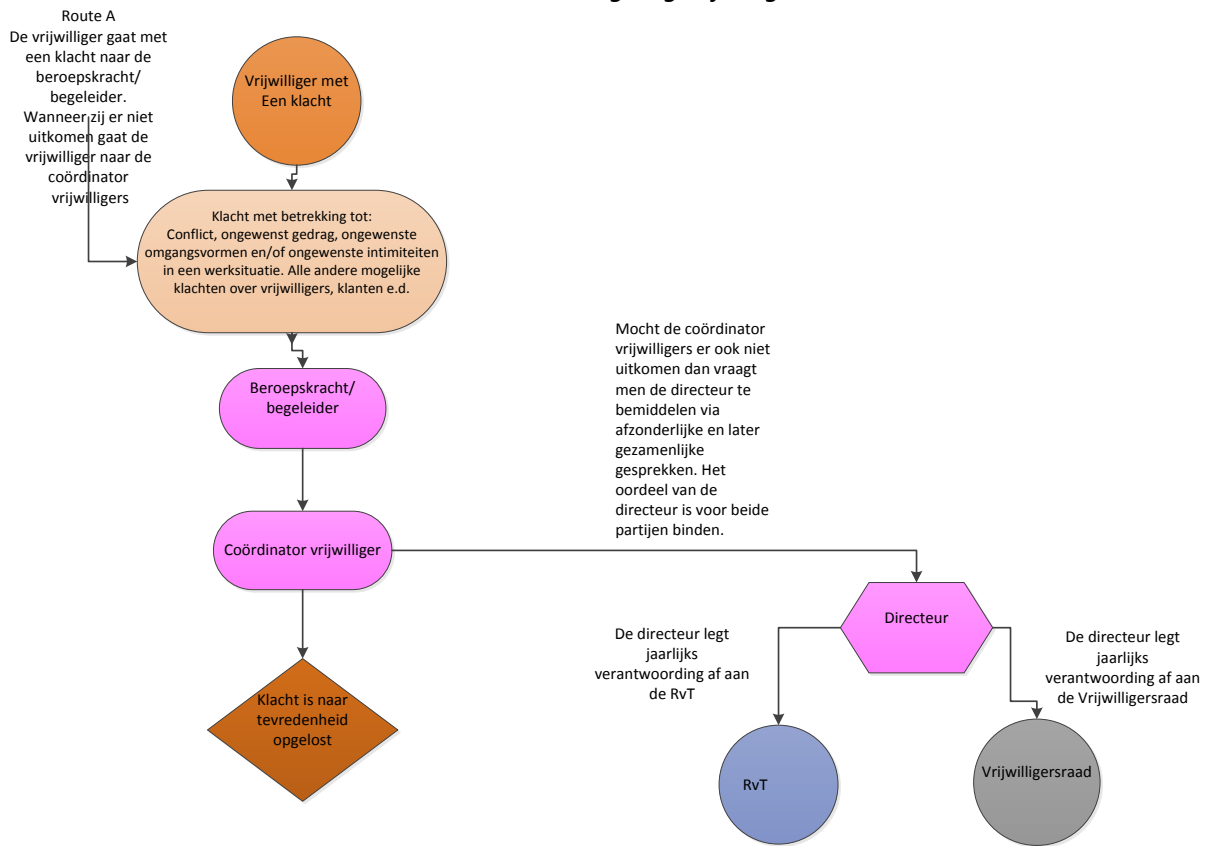 Route A
De vrijwilliger gaat met
een klacht naar de
beroepskracht/
begeleider.
Wanneer zij er niet
uitkomen gaat de
vrijwilliger naar de
coördinator
vrijwilligers
Vrijwilliger met
Een klacht
Klacht met betrekking tot:
Conflict, ongewenst gedrag, ongewenste
omgangsvormen en/of ongewenste intimiteiten
in een werksituatie. Alle andere mogelijke
klachten over vrijwilligers, klanten e.d.
Beroepskracht/
begeleider
Mocht de coördinator
vrijwilligers er ook niet
uitkomen dan vraagt
men de directeur te
bemiddelen via
afzonderlijke en later
gezamenlijke
gesprekken. Het
oordeel van de
directeur is voor beide
partijen binden.
Coördinator vrijwilliger
Directeur
De directeur legt
jaarlijks
verantwoording af aan
de RvT
De directeur legt
jaarlijks
verantwoording af aan
de Vrijwilligersraad
Klacht is naar
tevredenheid
opgelost
RvT
Vrijwilligersraad